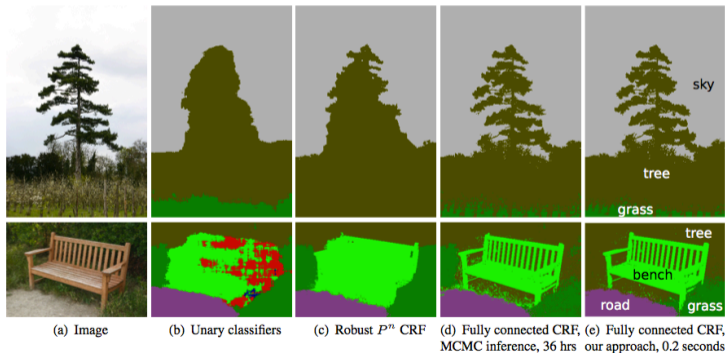 sky
tree
grass
tree
bench
road
grass
(a) Image
(b) Unary classifiers
(c) Robust Pⁿ CRF
(d) Fully connected CRF,
MCMC inference, 36 hrs
(e) Fully connected CRF,
our approach, 0.2 seconds